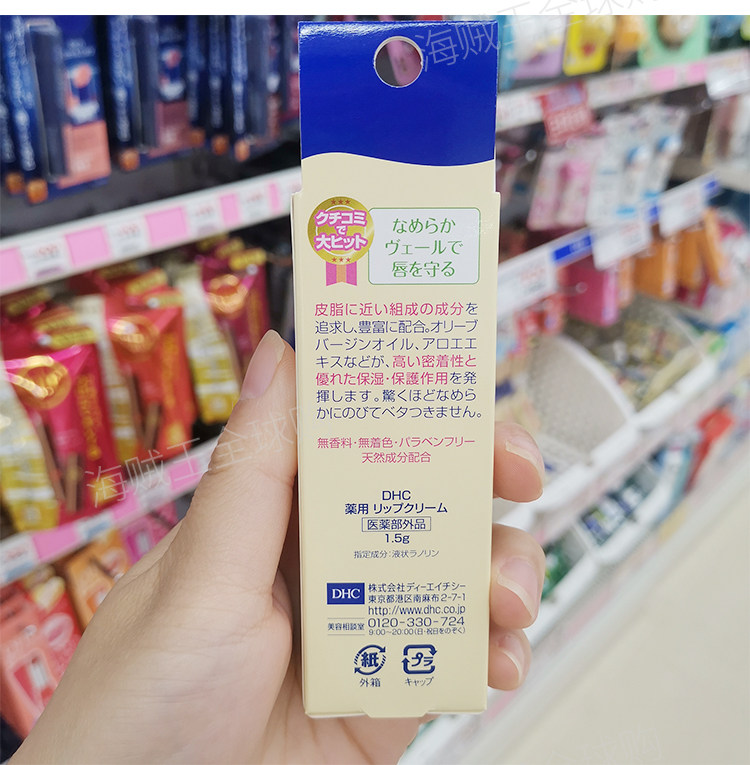 海贼王全球
クチコミ
で
大ヒット
なめらか
ヴェールで
唇を守る
皮脂に近い組成の成分を
追求し、豊富に配合。オリーブ
バージンオイル、アロエエ
キスなどが、高い密着性と
優れた保湿・保護作用を発
揮します。驚くほどなめら
かにのびてベタつきません。
無香料・無着色・パラベンフリー
天然成分配合
海贼王全球
DHC
薬用 リップクリーム
医薬部外品
1.5g
指定成分：液状ラノリン
DHC
株式会社ディーエイチシー
東京都港区南麻布2-7-1
http://www.dhc.co.jp
美容相談室
0120-330-724
9:00~20:00(日・祝日をのぞく)
紙
外箱
プラ
キャップ